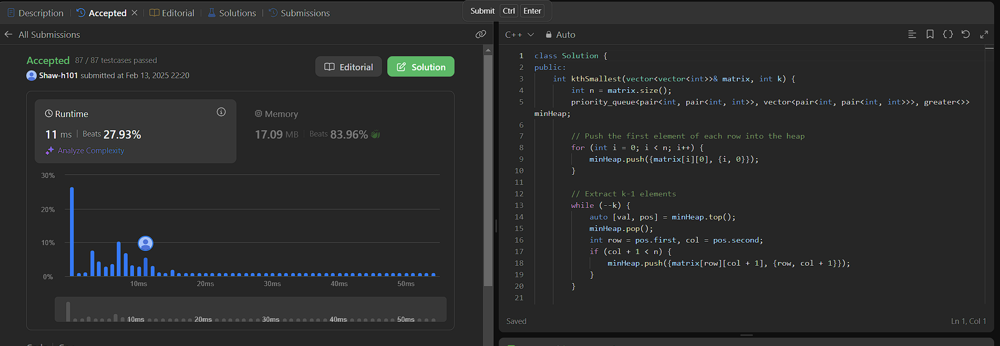 Description
Accepted
Editorial
Solutions
Submissions
Submit Ctrl Enter
All Submissions
Accepted 87 / 87 testcases passed
Shaw-h101 submitted at Feb 13, 2025 22:20
Editorial
Solution
Runtime
11 ms Beats 27.93%
Analyze Complexity
Memory
17.09 MB Beats 83.96%
30%
20%
10%
0%
10ms 20ms 30ms 40ms 50ms
10ms 20ms 30ms 40ms 50ms
C++ Auto
1 class Solution {
2 public:
3 int kthSmallest(vector<vector<int>>& matrix, int k) {
4 int n = matrix.size();
5 priority_queue<pair<int, pair<int, int>>, vector<pair<int, pair<int, int>>>, greater<>>
minHeap;
6
7 // Push the first element of each row into the heap
8 for (int i = 0; i < n; i++) {
9 minHeap.push({matrix[i][0], {i, 0}});
10 }
11
12 // Extract k-1 elements
13 while (--k) {
14 auto [val, pos] = minHeap.top();
15 minHeap.pop();
16 int row = pos.first, col = pos.second;
17 if (col + 1 < n) {
18 minHeap.push({matrix[row][col + 1], {row, col + 1}});
19 }
20 }
21
Saved
Ln 1, Col 1